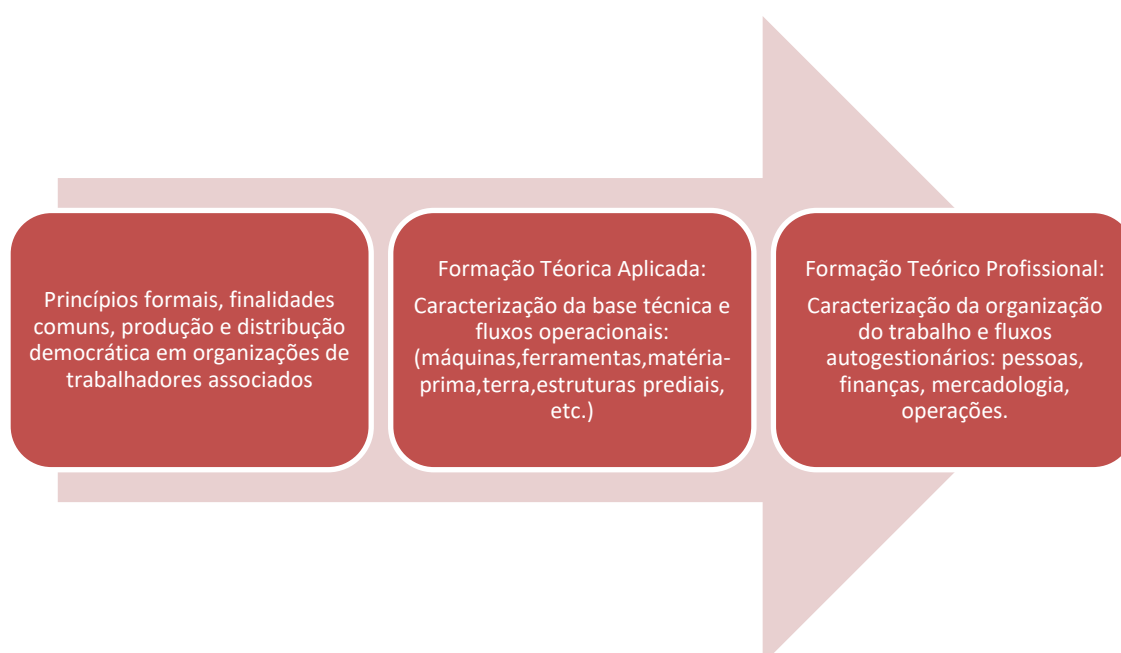 Princípios formais, finalidades
comuns, produção e distribução
democrática em organizações de
trabalhadores associados
Formação Téorica Aplicada:
Caracterização da base técnica e
fluxos operacionais:
(máquinas,ferramentas,matéria-
prima,terra,estruturas prediais,
etc.)
Formação Teórico Profissional:
Caracterização da organização
do trabalho e fluxos
autogestionários: pessoas,
finanças, mercadologia,
operações.